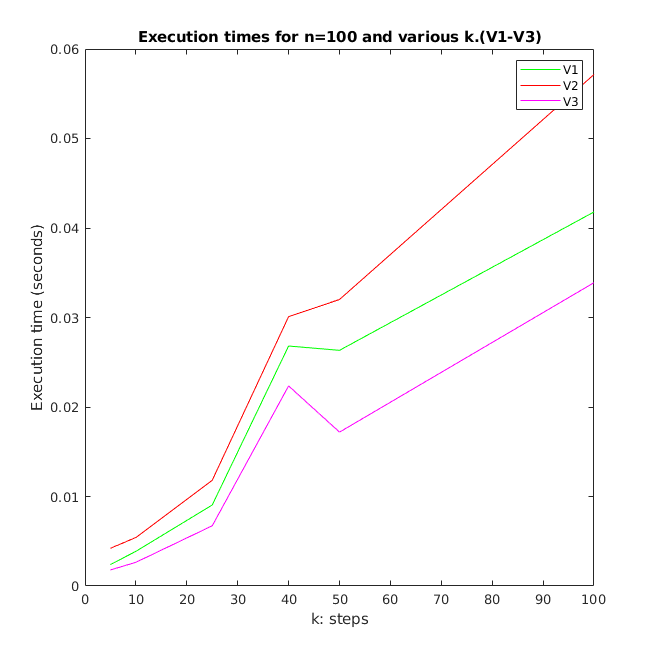 Execution times for n=100 and various k.(V1-V3)
0.06
V1
V2
V3
0.05
0.04
0.03
0.02
0.01
0
Execution time (seconds)
0 10 20 30 40 50 60 70 80 90 100
k: steps